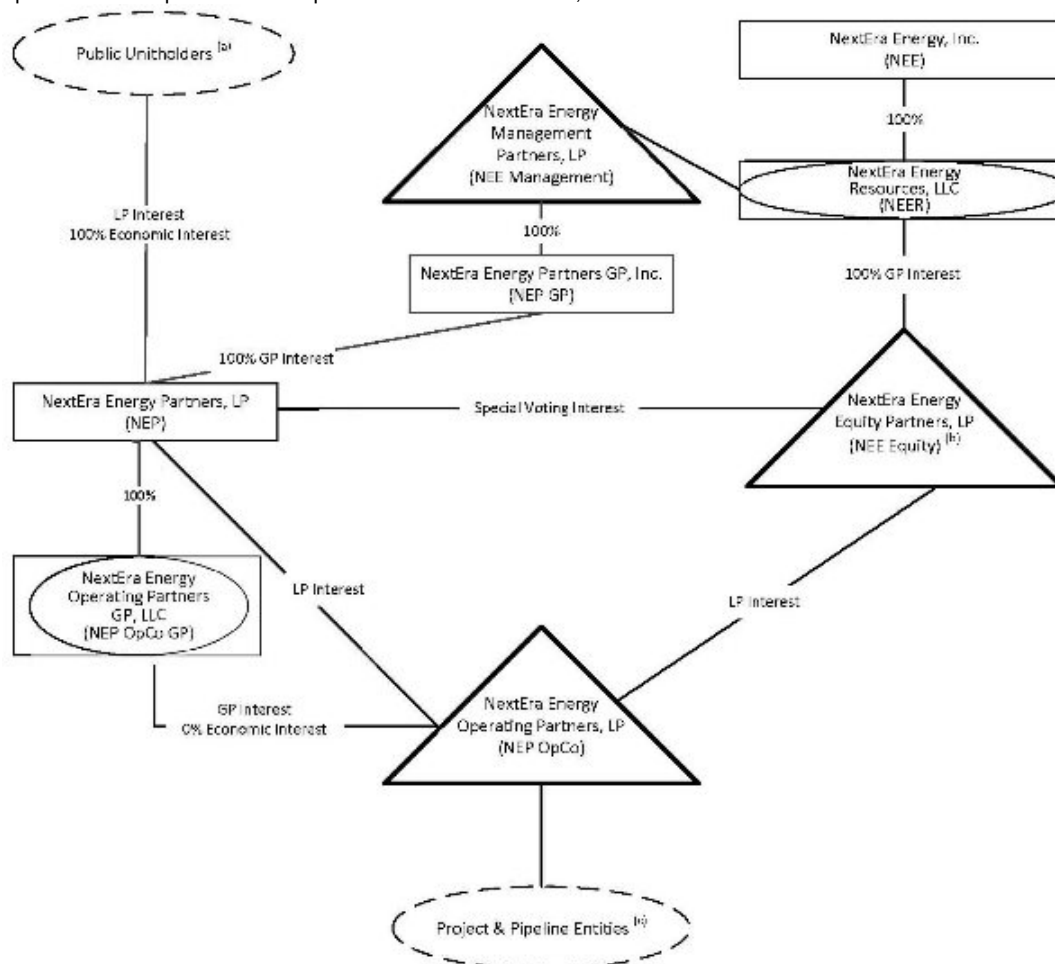 Public Unitholders (a)
NextEra Energy, Inc.
(NEE)
NextEra Energy
Management
Partners, LP
(NEE Management)
100%
NextEra Energy
Resources, LLC
(NEER)
LP Interest
100% Economic Interest
100%
NextEra Energy Partners GP, Inc.
(NEP GP)
100% GP Interest
100% GP Interest
NextEra Energy Partners, LP
(NEP)
Special Voting Interest
NextEra Energy
Equity Partners, LP
(NEE Equity) (b)
100%
NextEra Energy
Operating Partners
GP, LLC
(NEP OpCo GP)
LP Interest
LP Interest
GP Interest
0% Economic Interest
NextEra Energy
Operating Partners, LP
(NEP OpCo)
Project & Pipeline Entities (c)